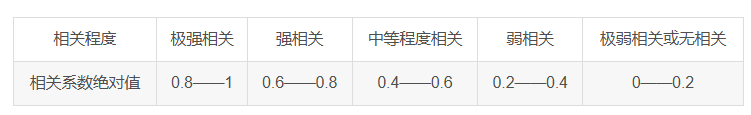 相关程度 极强相关 强相关 中等程度相关 弱相关 极弱相关或无相关
相关系数绝对值 0.8——1 0.6——0.8 0.4——0.6 0.2——0.4 0——0.2